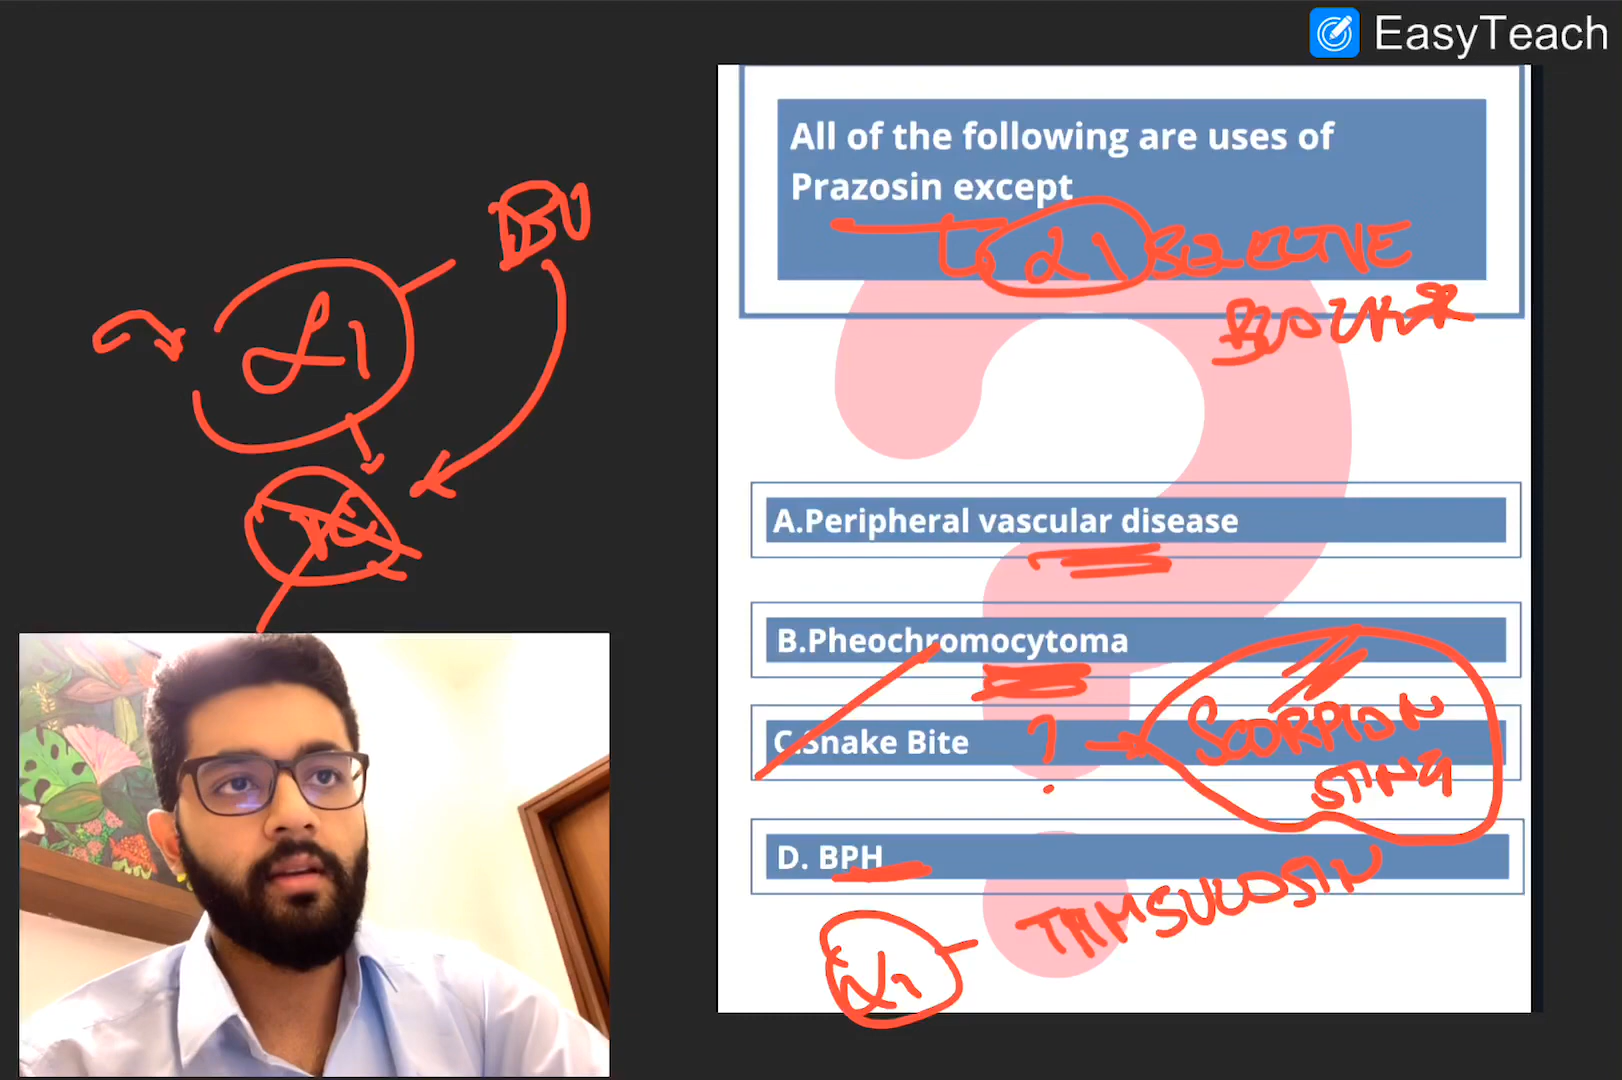 EasyTeach
All of the following are uses of
Prazosin except
α1 SELECTIVE
BLOCKER
α1
A.Peripheral vascular disease
B.Pheochromocytoma
C.Snake Bite
?
SCORPION
STING
D. BPH
TAMSULOSIN
α1